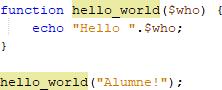 function hello_world($who) {
    echo "Hello ".$who;
}

hello_world("Alumne!");